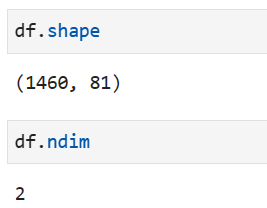 df.shape
(1460, 81)
df.ndim
2